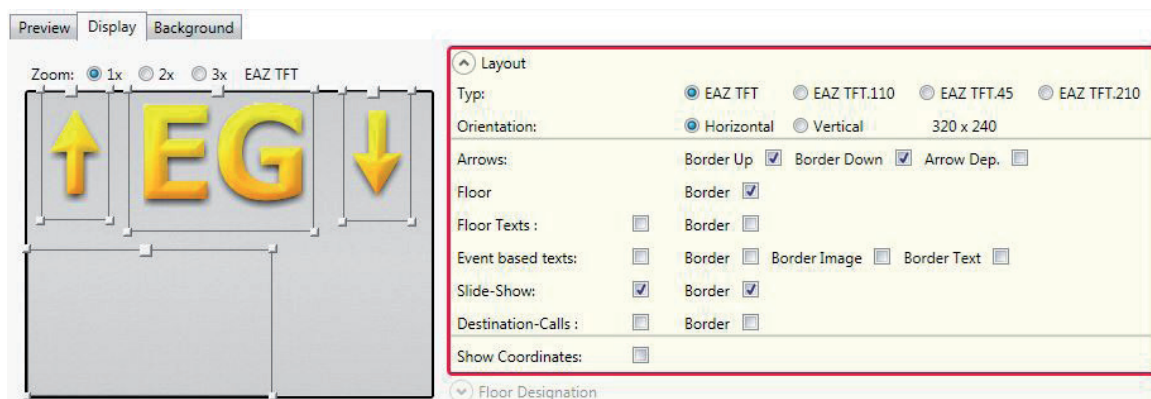 Preview Display Background
Zoom: 1x 2x 3x EAZ TFT
EG
Layout
Typ: EAZ TFT EAZ TFT.110 EAZ TFT.45 EAZ TFT.210
Orientation: Horizontal Vertical 320 x 240
Arrows: Border Up Border Down Arrow Dep.
Floor Border
Floor Texts : Border
Event based texts: Border Border Image Border Text
Slide-Show: Border
Destination-Calls : Border
Show Coordinates:
Floor Designation